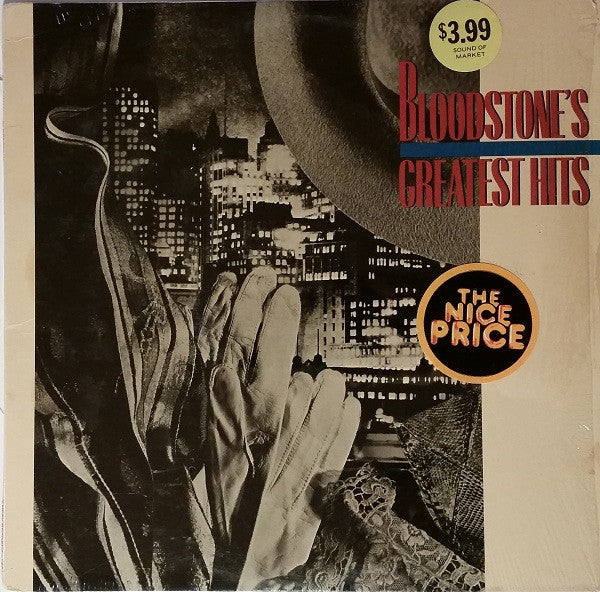 $3.99
SOUND OF
MARKET
BLOODSTONE'S
GREATEST HITS
THE
NICE
PRICE